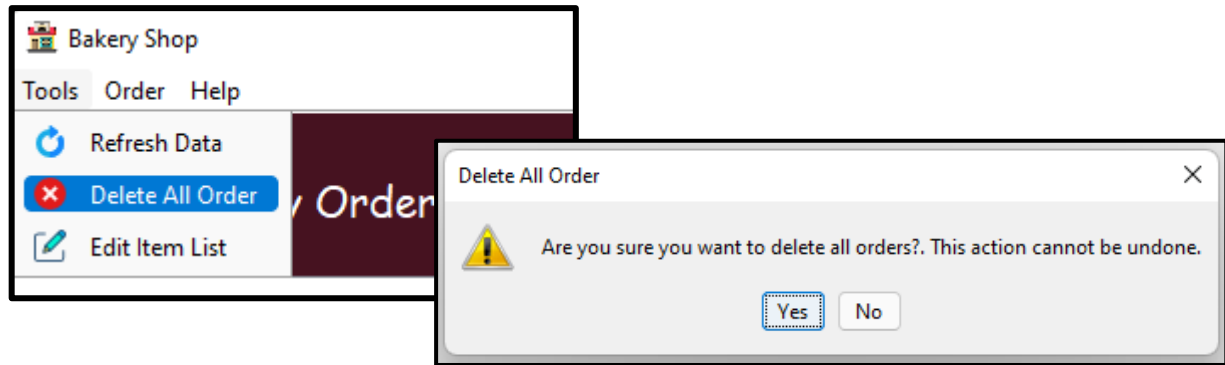 Bakery Shop
Tools Order Help
Refresh Data
Delete All Order
Edit Item List
Order
Delete All Order
Are you sure you want to delete all orders?. This action cannot be undone.
Yes No